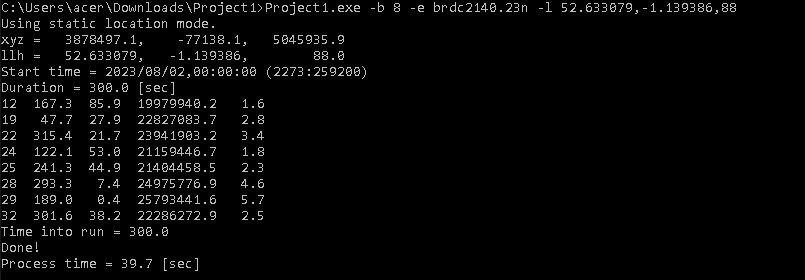 C:\Users\acer\Downloads\Project1>Project1.exe -b 8 -e brdc2140.23n -l 52.633079,-1.139386,88
Using static location mode.
xyz =   3878497.1,    -77138.1,   5045935.9
llh =   52.633079,   -1.139386,        88.0
Start time = 2023/08/02,00:00:00 (2273:259200)
Duration = 300.0 [sec]
12  167.3  85.9  19979940.2   1.6
19   47.7  27.9  22827083.7   2.8
22  315.4  21.7  23941903.2   3.4
24  122.1  53.0  21159446.7   1.8
25  241.3  44.9  21404458.5   2.3
28  293.3   7.4  24975776.9   4.6
29  189.0   0.4  25793441.6   5.7
32  301.6  38.2  22286272.9   2.5
Time into run = 300.0
Done!
Process time = 39.7 [sec]